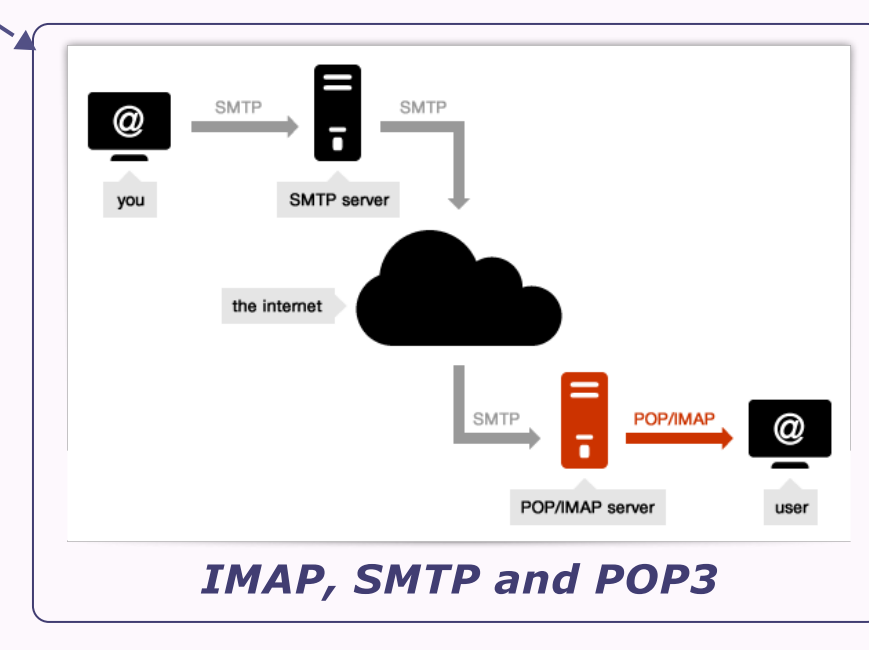 SMTP
SMTP
@
you
SMTP server
the internet
SMTP
POP/IMAP
@
POP/IMAP server
user
IMAP, SMTP and POP3